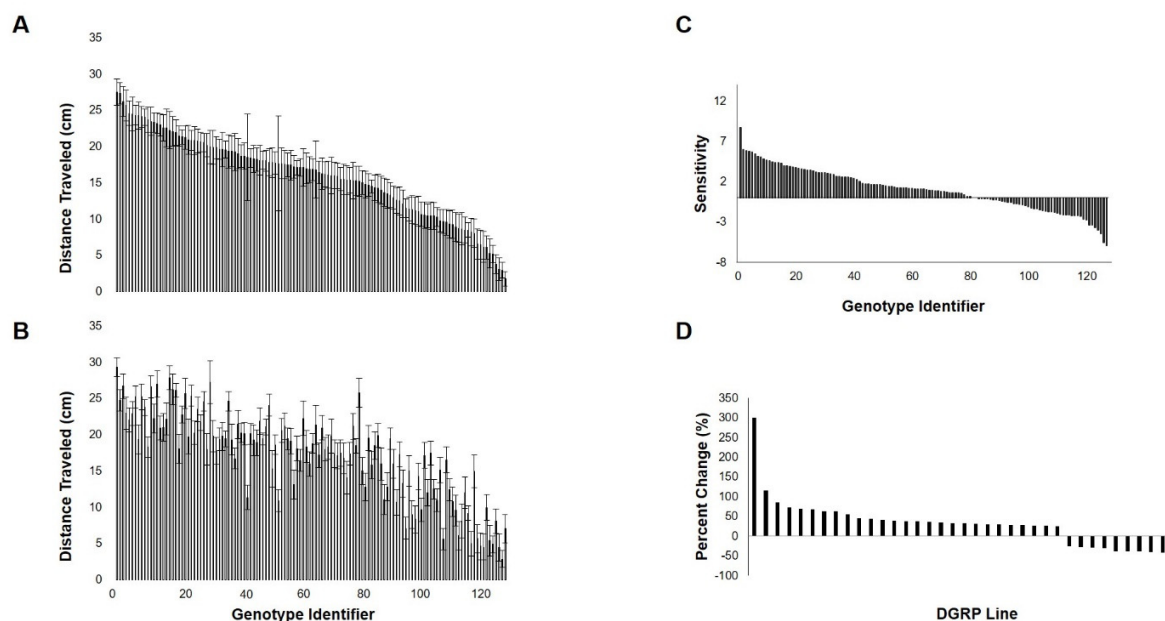 A
35
30
25
20
15
10
5
0
Distance Traveled (cm)
B
35
30
25
20
15
10
5
0
Distance Traveled (cm)
0 20 40 60 80 100 120
Genotype Identifier
C
12
7
2
-3
-8
Sensitivity
0 20 40 60 80 100 120
Genotype Identifier
D
350
300
250
200
150
100
50
0
-50
-100
Percent Change (%)
DGRP Line